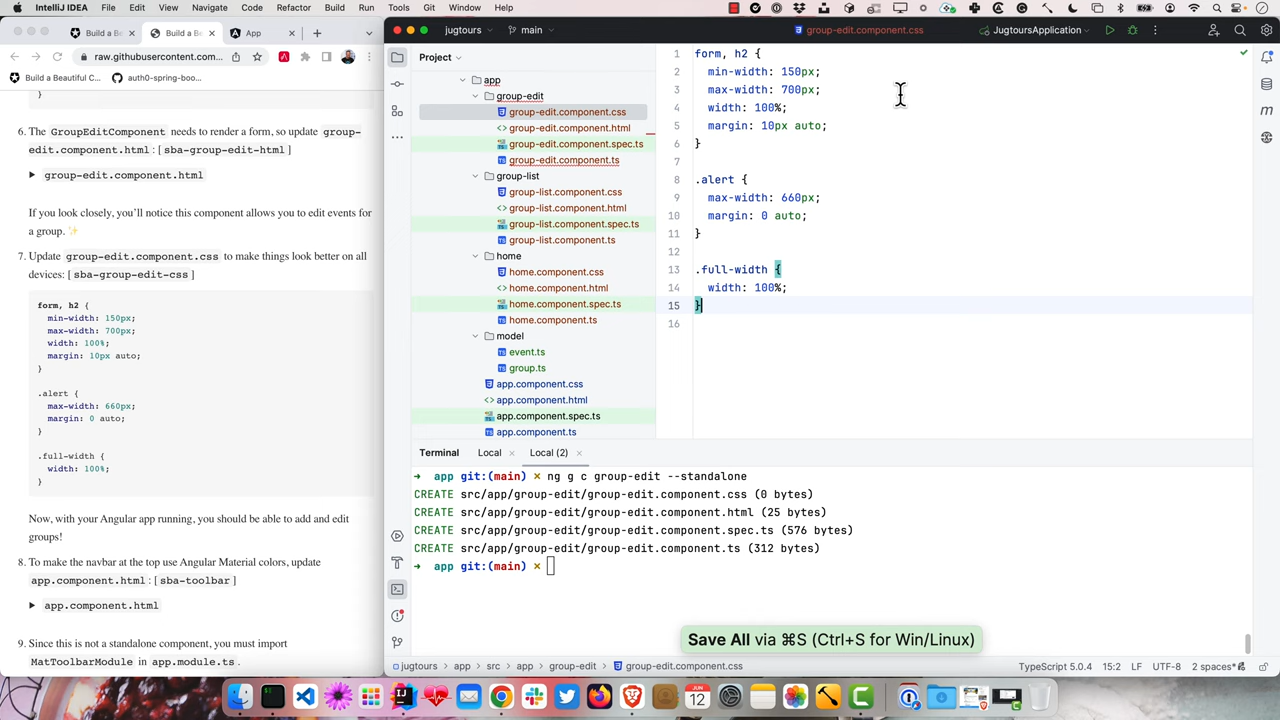 IntelliJ IDEA File Edit View Navigate Code Refactor Build Run Tools Git Window Help
Build a B
Build a Be
App
raw.githubusercontent.com...
Build a Beautiful C...
auth0-spring-boo...
6. The GroupEditComponent needs to render a form, so update group-
edit.component.html : [ sba-group-edit-html ]
group-edit.component.html
If you look closely, you'll notice this component allows you to edit events for
a group. ✨
7. Update group-edit.component.css to make things look better on all
devices: [ sba-group-edit-css ]
form, h2 {
min-width: 150px;
max-width: 700px;
width: 100%;
margin: 10px auto;
}
.alert {
max-width: 660px;
margin: 0 auto;
}
.full-width {
width: 100%;
}
Now, with your Angular app running, you should be able to add and edit
groups!
8. To make the navbar at the top use Angular Material colors, update
app.component.html : [ sba-toolbar ]
app.component.html
9. Since this is not a standalone component, you must import
MatToolbarModule in app.module.ts .
jugtours
main
group-edit.component.css
JugtoursApplication
Project
app
group-edit
group-edit.component.css
group-edit.component.html
group-edit.component.spec.ts
group-edit.component.ts
group-list
group-list.component.css
group-list.component.html
group-list.component.spec.ts
group-list.component.ts
home
home.component.css
home.component.html
home.component.spec.ts
home.component.ts
model
event.ts
group.ts
app.component.css
app.component.html
app.component.spec.ts
app.component.ts
1 form, h2 {
2 min-width: 150px;
3 max-width: 700px;
4 width: 100%;
5 margin: 10px auto;
6 }
7
8 .alert {
9 max-width: 660px;
10 margin: 0 auto;
11 }
12
13 .full-width {
14 width: 100%;
15 }
16
Terminal Local × Local (2) ×
→ app git:(main) ✗ ng g c group-edit --standalone
CREATE src/app/group-edit/group-edit.component.css (0 bytes)
CREATE src/app/group-edit/group-edit.component.html (25 bytes)
CREATE src/app/group-edit/group-edit.component.spec.ts (576 bytes)
CREATE src/app/group-edit/group-edit.component.ts (312 bytes)
→ app git:(main) ✗
Save All via ⌘S (Ctrl+S for Win/Linux)
jugtours > app > src > app > group-edit > group-edit.component.css
TypeScript 5.0.4 15:2 LF UTF-8 2 spaces*
JUN
12